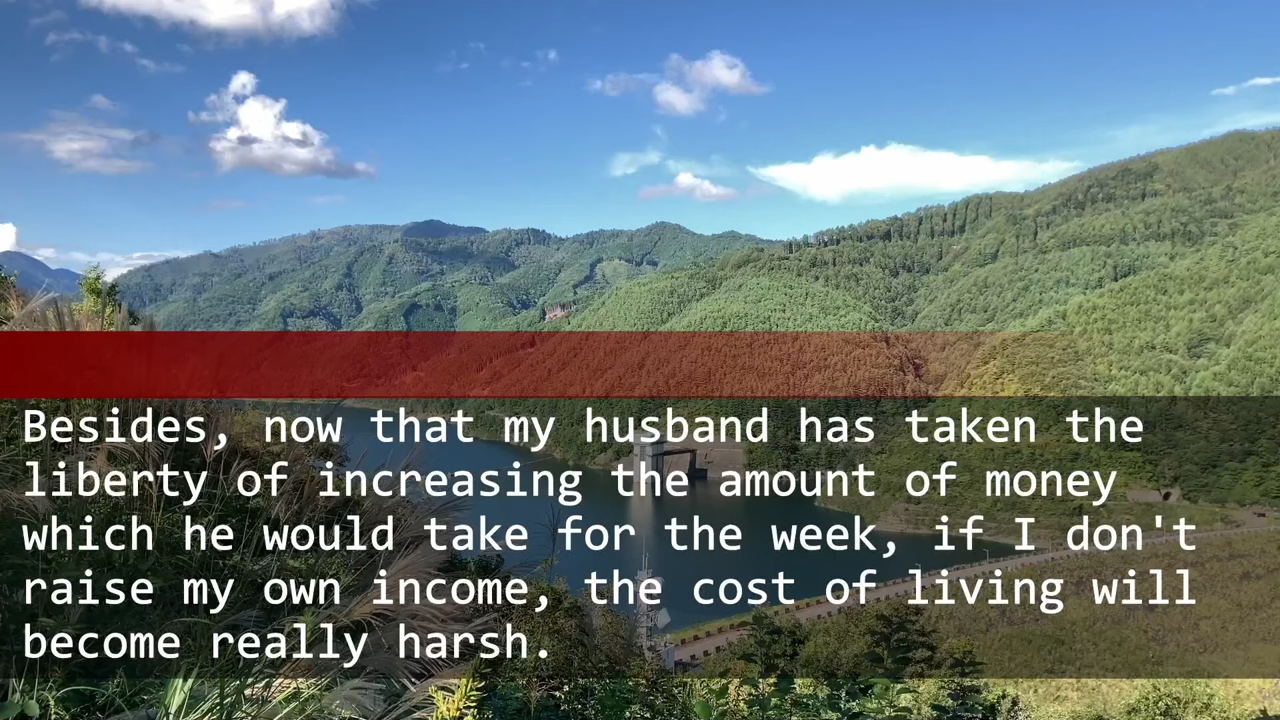 Besides, now that my husband has taken the
liberty of increasing the amount of money
which he would take for the week, if I don't
raise my own income, the cost of living will
become really harsh.